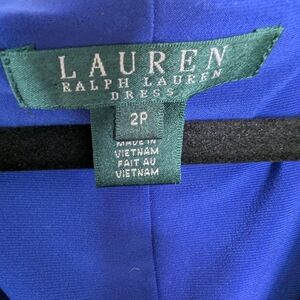 LAUREN
RALPH LAUREN
DRESS
2P
MADE IN
VIETNAM
FAIT AU
VIETNAM